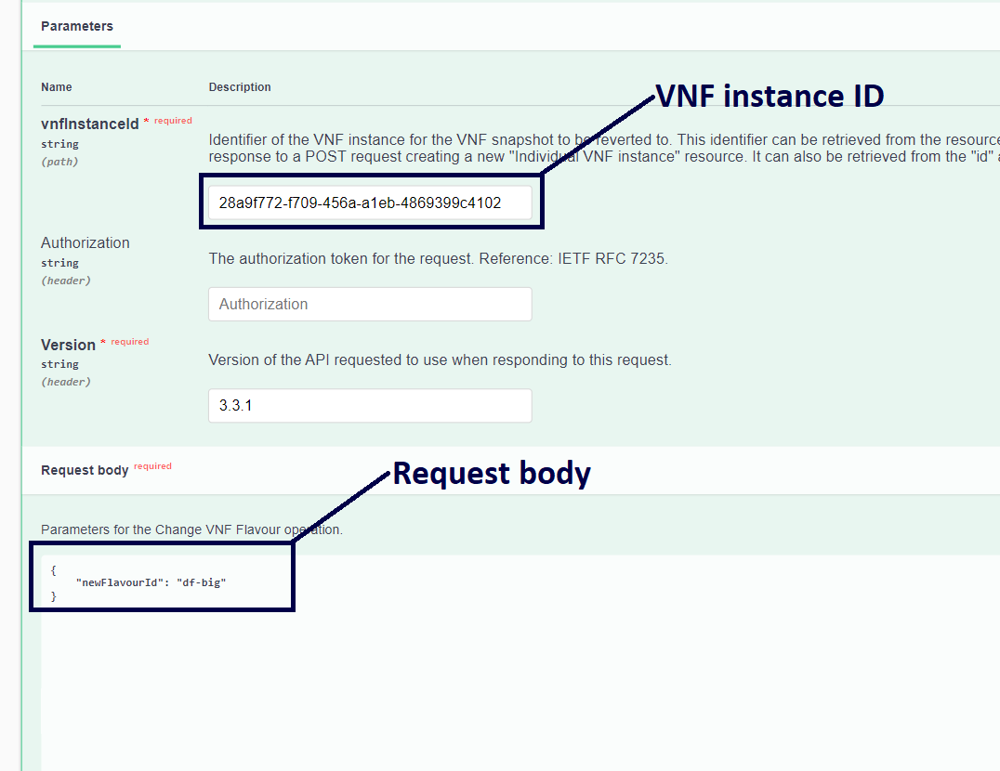 Parameters
Name Description
VNF instance ID
vnfInstanceId * required
string
(path)
Identifier of the VNF instance for the VNF snapshot to be reverted to. This identifier can be retrieved from the resource
response to a POST request creating a new "Individual VNF instance" resource. It can also be retrieved from the "id" a
28a9f772-f709-456a-a1eb-4869399c4102
Authorization
string
(header)
The authorization token for the request. Reference: IETF RFC 7235.
Authorization
Version * required
string
(header)
Version of the API requested to use when responding to this request.
3.3.1
Request body required
Request body
Parameters for the Change VNF Flavour operation.
{
"newFlavourId": "df-big"
}